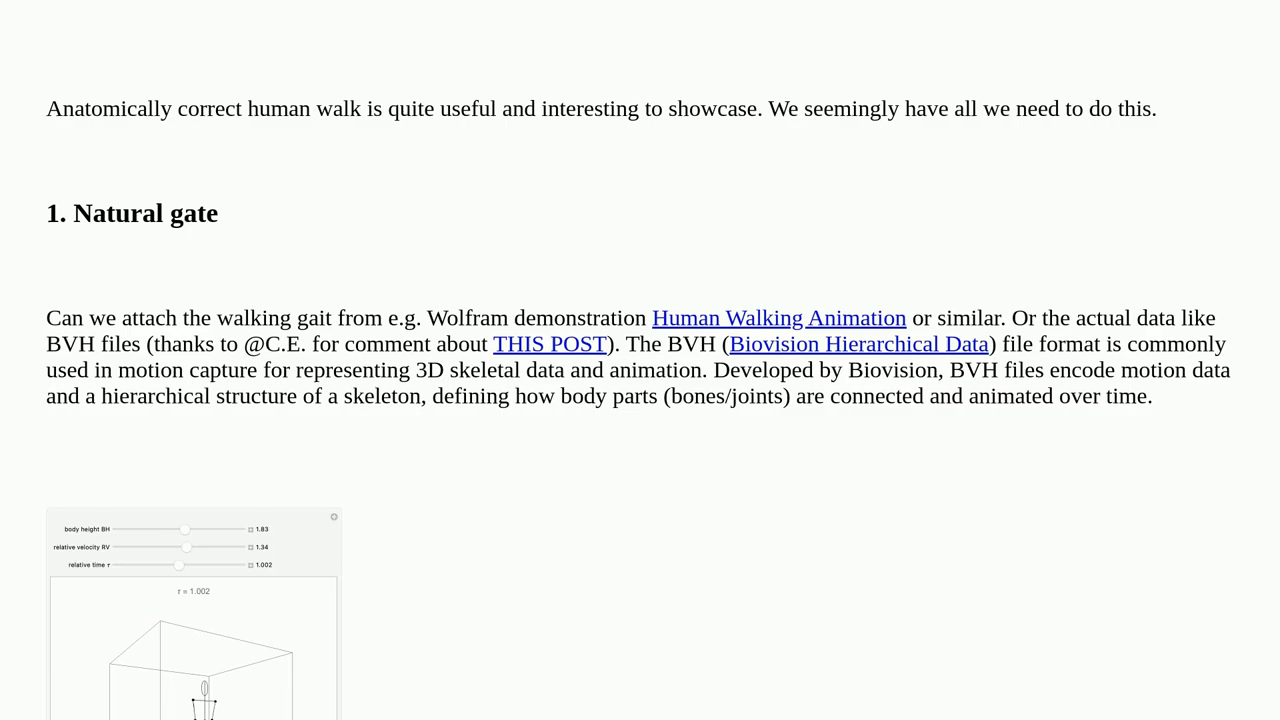 Anatomically correct human walk is quite useful and interesting to showcase. We seemingly have all we need to do this.
1. Natural gate
Can we attach the walking gait from e.g. Wolfram demonstration Human Walking Animation or similar. Or the actual data like
BVH files (thanks to @C.E. for comment about THIS POST). The BVH (Biovision Hierarchical Data) file format is commonly
used in motion capture for representing 3D skeletal data and animation. Developed by Biovision, BVH files encode motion data
and a hierarchical structure of a skeleton, defining how body parts (bones/joints) are connected and animated over time.
body height BH 1.83
relative velocity RV 1.34
relative time τ 1.002
τ = 1.002